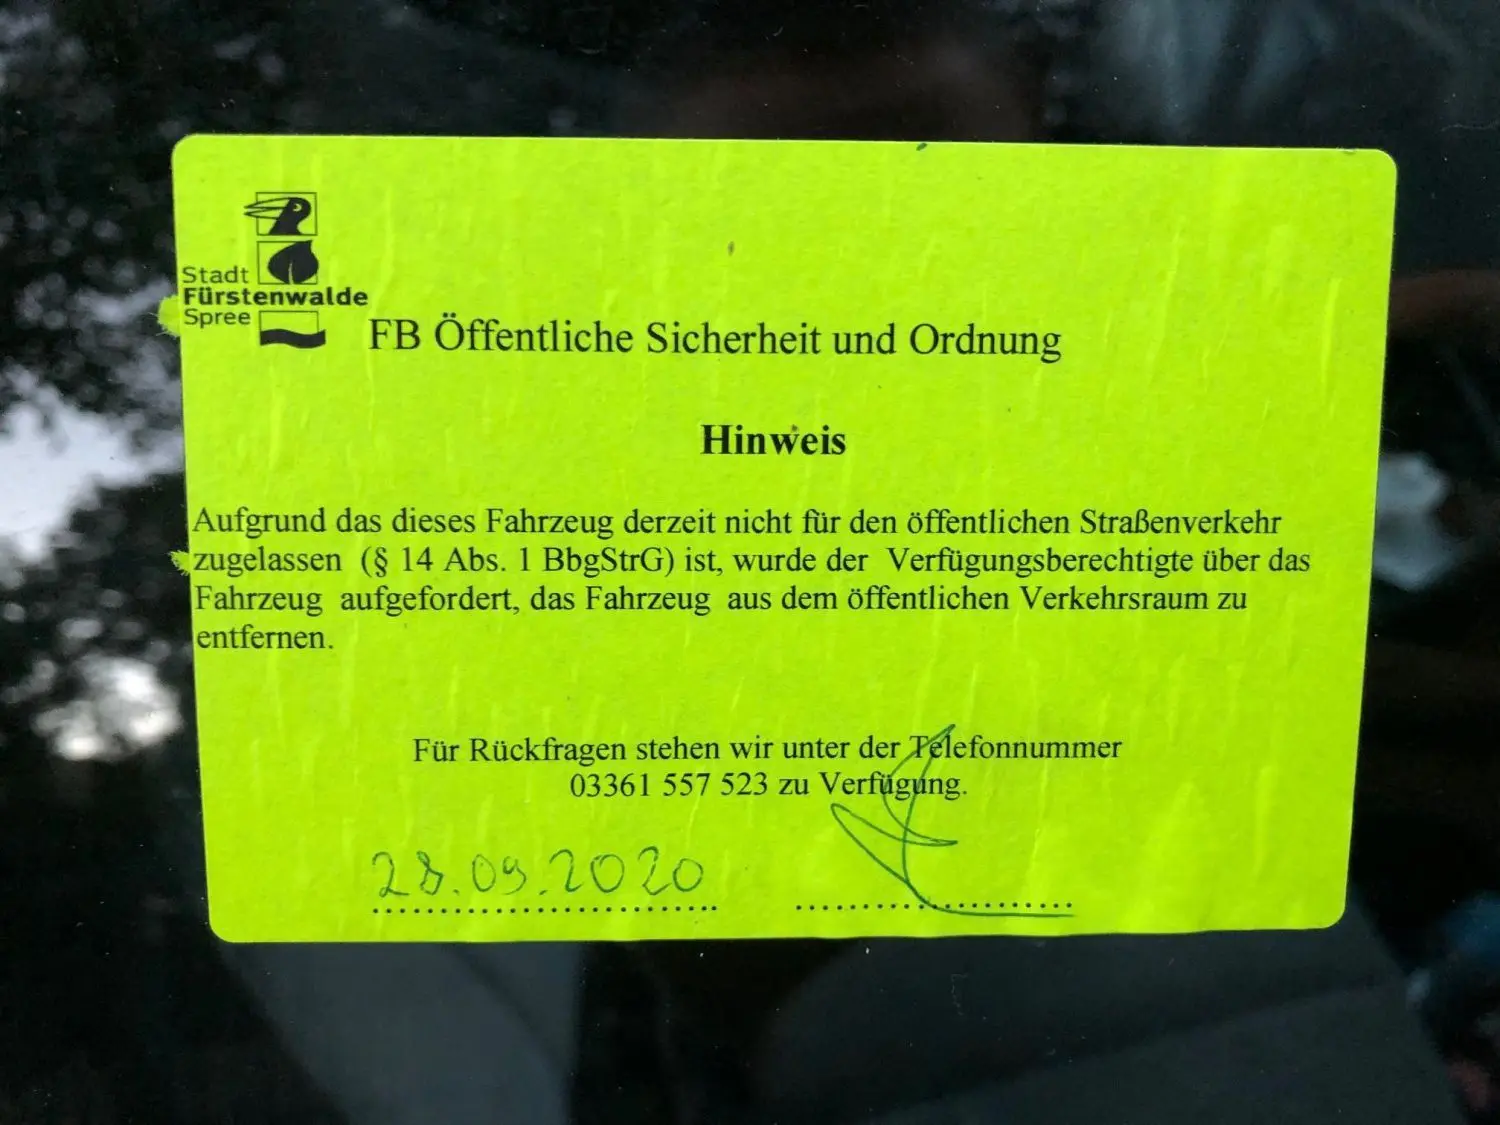 Stadt
Fürstenwalde
Spree
FB Öffentliche Sicherheit und Ordnung
Hinweis
Aufgrund das dieses Fahrzeug derzeit nicht für den öffentlichen Straßenverkehr
zugelassen (§ 14 Abs. 1 BbgStrG) ist, wurde der Verfügungsberechtigte über das
Fahrzeug aufgefordert, das Fahrzeug aus dem öffentlichen Verkehrsraum zu
entfernen.
Für Rückfragen stehen wir unter der Telefonnummer
03361 557 523 zu Verfügung.
28.09.2020